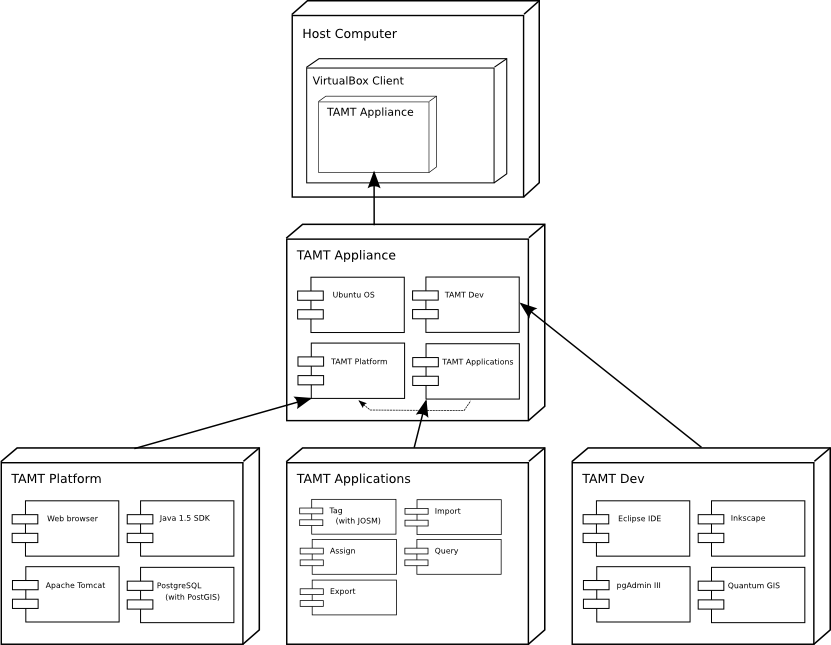 Host Computer
VirtualBox Client
TAMT Appliance
TAMT Appliance
Ubuntu OS
TAMT Dev
TAMT Platform
TAMT Applications
TAMT Platform
Web browser
Java 1.5 SDK
Apache Tomcat
PostgreSQL
(with PostGIS)
TAMT Applications
Tag
(with JOSM)
Import
Assign
Query
Export
TAMT Dev
Eclipse IDE
Inkscape
pgAdmin III
Quantum GIS